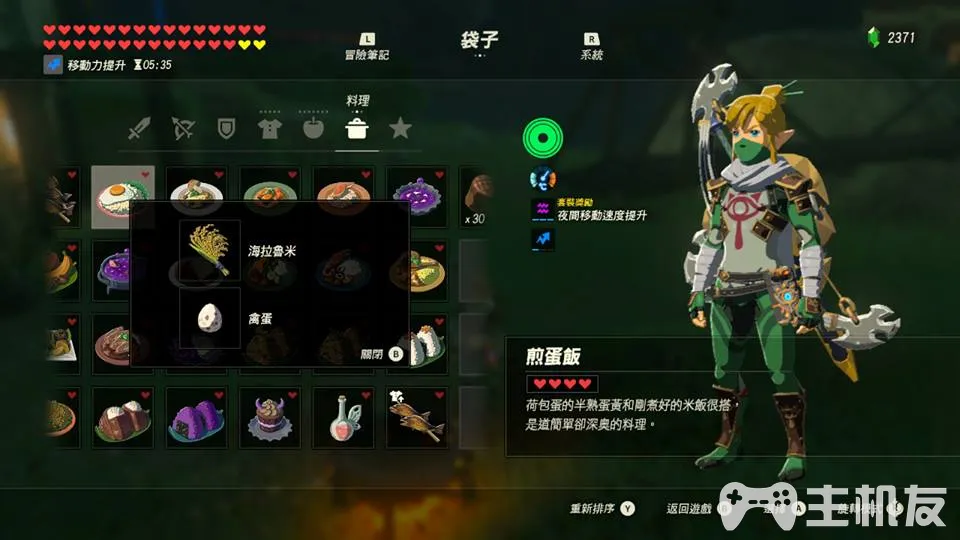 L
冒險筆記
袋子
R
系統
2371
移動力提升 05:35
料理
x 30
套裝獎勵
夜間移動速度提升
海拉魯米
禽蛋
關閉 B
煎蛋飯
荷包蛋的半熟蛋黃和剛煮好的米飯很搭，
是道簡單卻深奧的料理。
重新排序 Y
返回遊戲
主机友